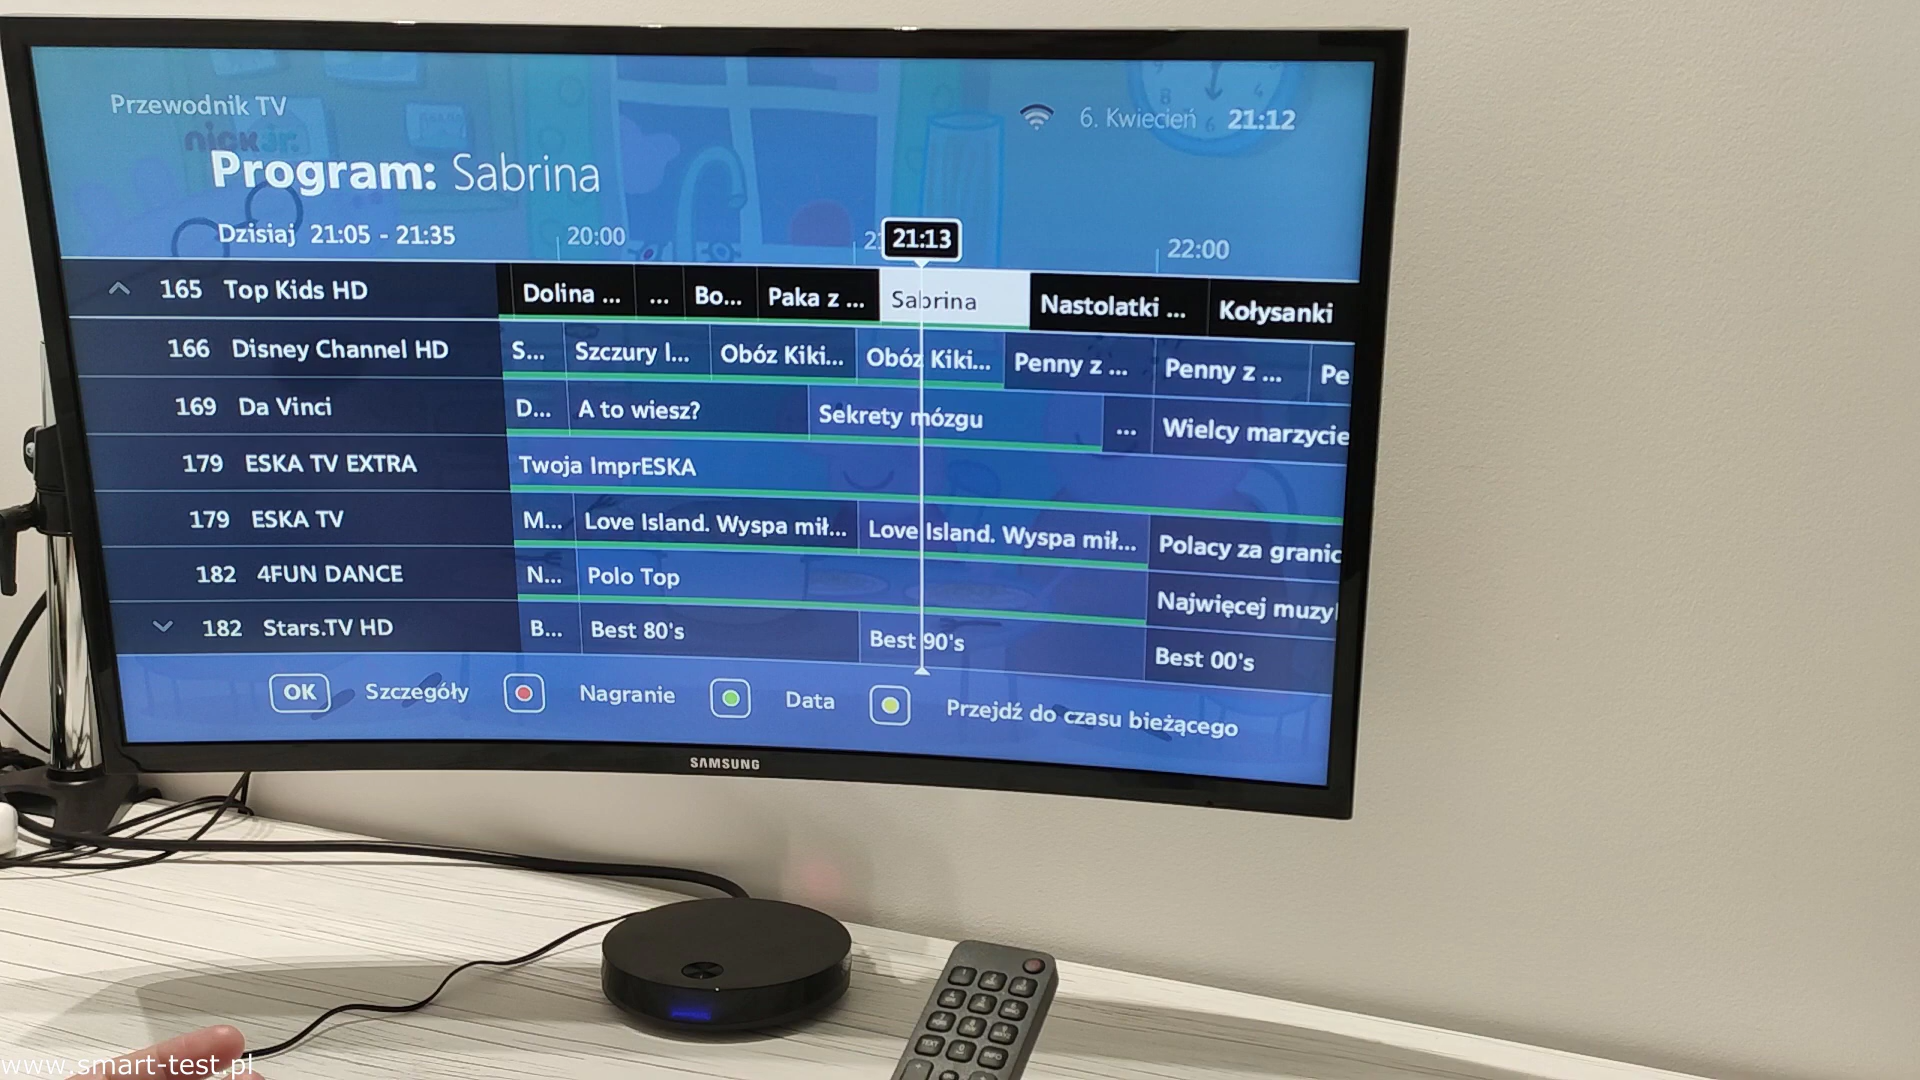 Przewodnik TV
6. Kwiecień 21:12
nick jr.
Program: Sabrina
Dzisiaj 21:05 - 21:35
20:00
21:13
22:00
165 Top Kids HD Dolina ... ... Bo... Paka z ... Sabrina Nastolatki ... Kołysanki
166 Disney Channel HD S... Szczury l... Obóz Kiki... Obóz Kiki... Penny z ... Penny z ... Pe
169 Da Vinci D... A to wiesz? Sekrety mózgu ... Wielcy marzycie
179 ESKA TV EXTRA Twoja ImprESKA
179 ESKA TV M... Love Island. Wyspa mił... Love Island. Wyspa mił... Polacy za granic
182 4FUN DANCE N... Polo Top Najwięcej muzy
182 Stars.TV HD B... Best 80's Best 90's Best 00's
OK Szczegóły Nagranie Data Przejdź do czasu bieżącego
SAMSUNG
www.smart-test.pl